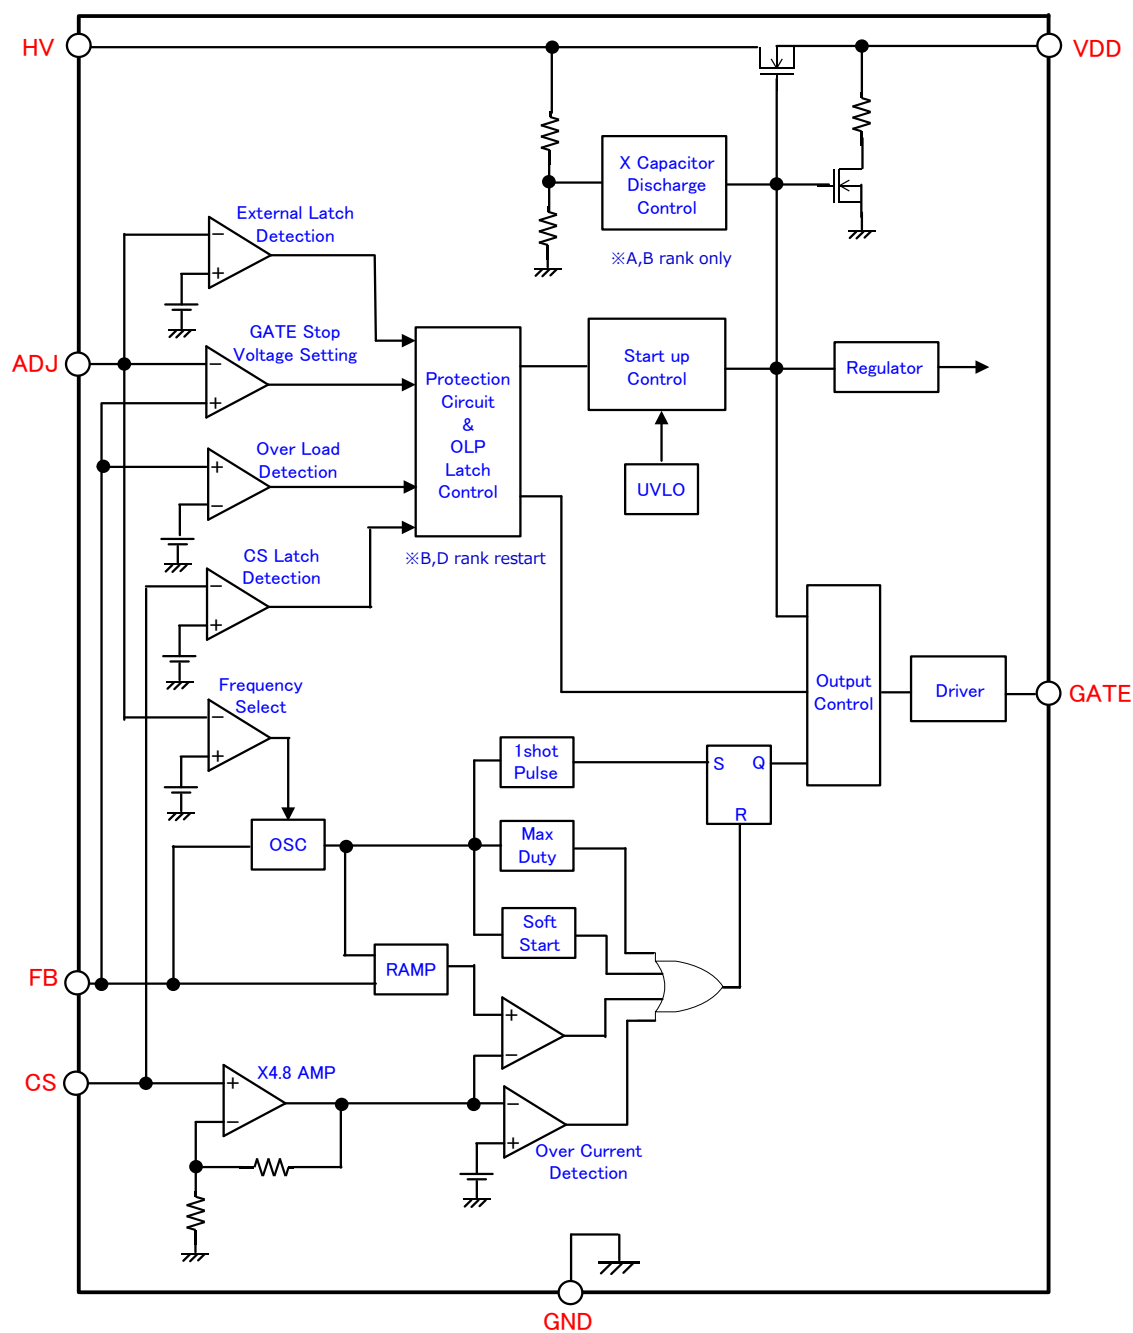 HV
VDD
X Capacitor
Discharge
Control
※A,B rank only
External Latch
Detection
−
+
GATE Stop
Voltage Setting
ADJ
−
+
Protection
Circuit
&
OLP
Latch
Control
※B,D rank restart
Start up
Control
Regulator
UVLO
Over Load
Detection
+
−
CS Latch
Detection
−
+
Frequency
Select
−
+
Output
Control
Driver
GATE
1shot
Pulse
S Q
R
OSC
Max
Duty
Soft
Start
RAMP
FB
+
−
CS
X4.8 AMP
+
−
−
+
Over Current
Detection
GND